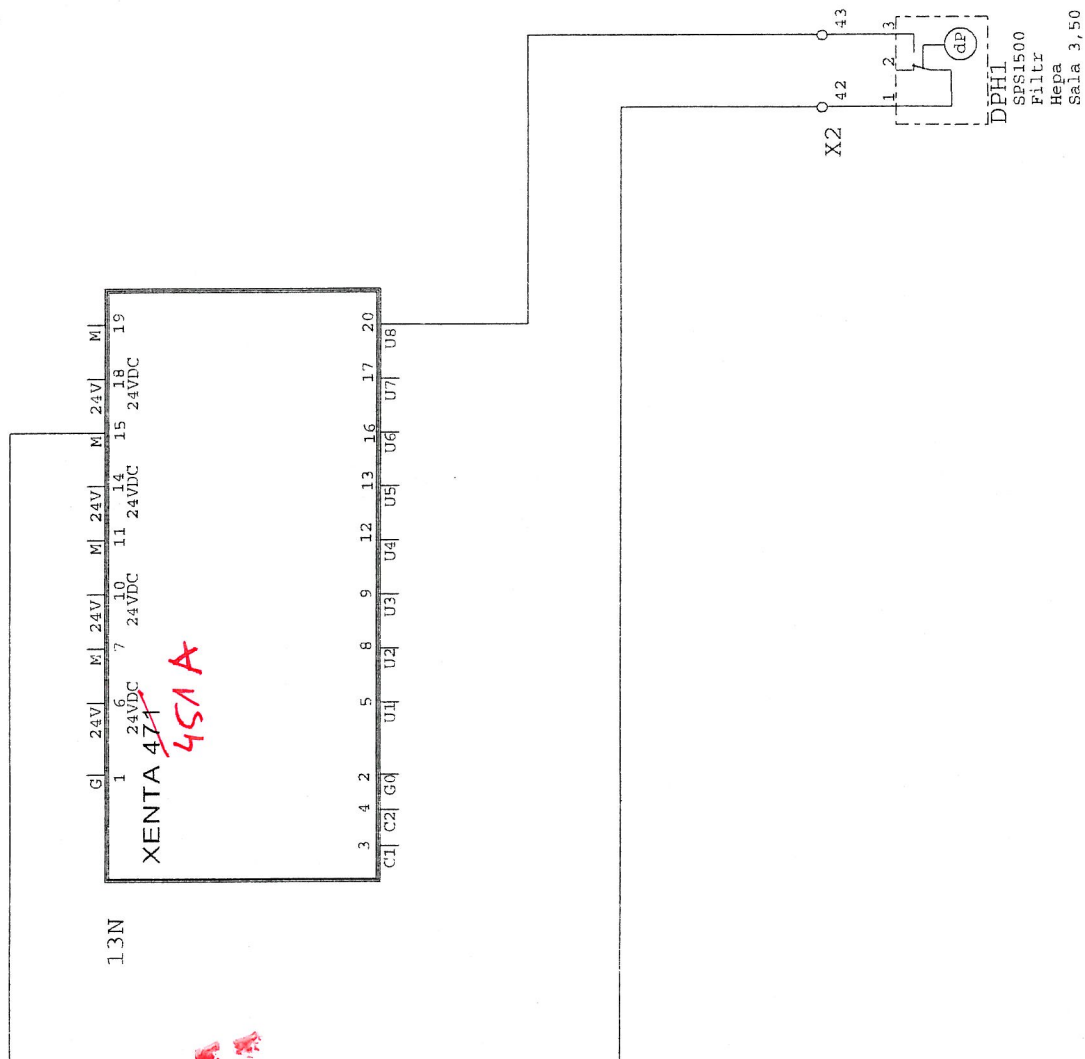 13N
G 24V M 24V M 24V M 24V M
1 6 7 10 11 14 15 18 19
24VDC 24VDC 24VDC 24VDC
XENTA 471
451A
3 4 2 5 8 9 12 13 16 17 20
C1 C2 G0 U1 U2 U3 U4 U5 U6 U7 U8
X2
42 43
1 2 3
dP
DPH1
SPS1500
Filtr
Hepa
Sala 3,50